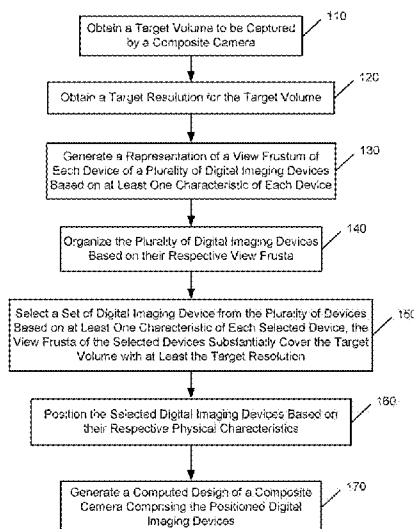 110
Obtain a Target Volume to be Captured
by a Composite Camera
120
Obtain a Target Resolution for the Target Volume
130
Generate a Representation of a View Frustum of
Each Device of a Plurality of Digital Imaging Devices
Based on at Least One Characteristic of Each Device
140
Organize the Plurality of Digital Imaging Devices
Based on their Respective View Frusta
150
Select a Set of Digital Imaging Device from the Plurality of Devices
Based on at Least One Characteristic of Each Selected Device, the
View Frusta of the Selected Devices Substantially Cover the Target
Volume with at Least the Target Resolution
160
Position the Selected Digital Imaging Devices Based on
their Respective Physical Characteristics
170
Generate a Computed Design of a Composite
Camera Comprising the Positioned Digital
Imaging Devices